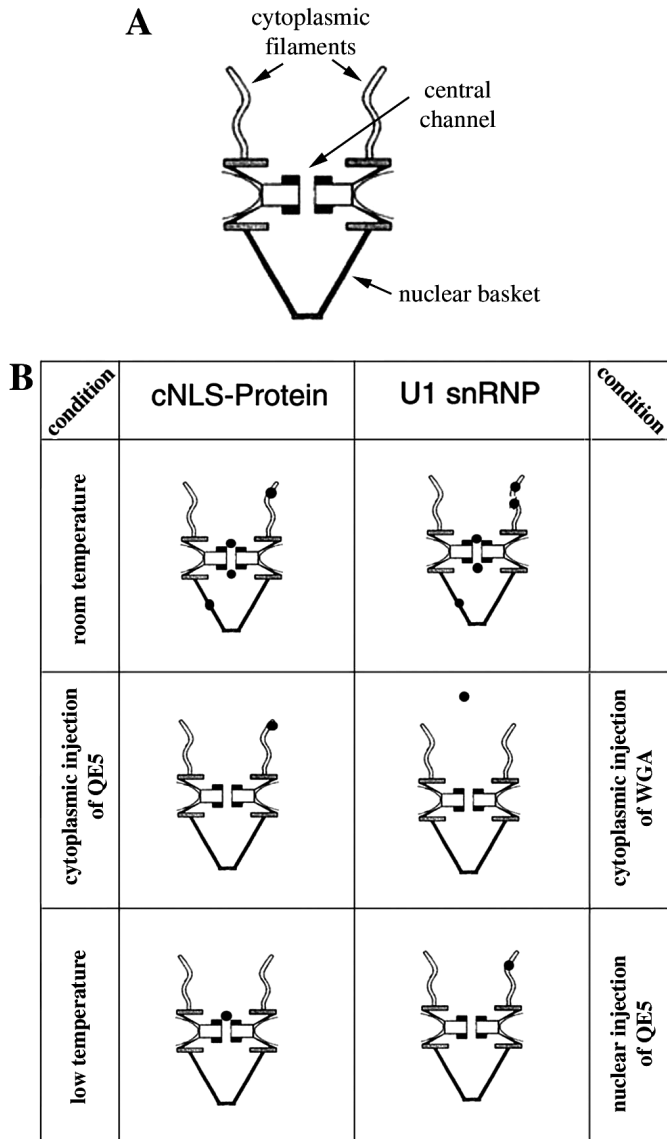 A
cytoplasmic
filaments
central
channel
nuclear basket
B
condition
cNLS-Protein
U1 snRNP
condition
room temperature
cytoplasmic injection
of QE5
cytoplasmic injection
of WGA
low temperature
nuclear injection
of QE5